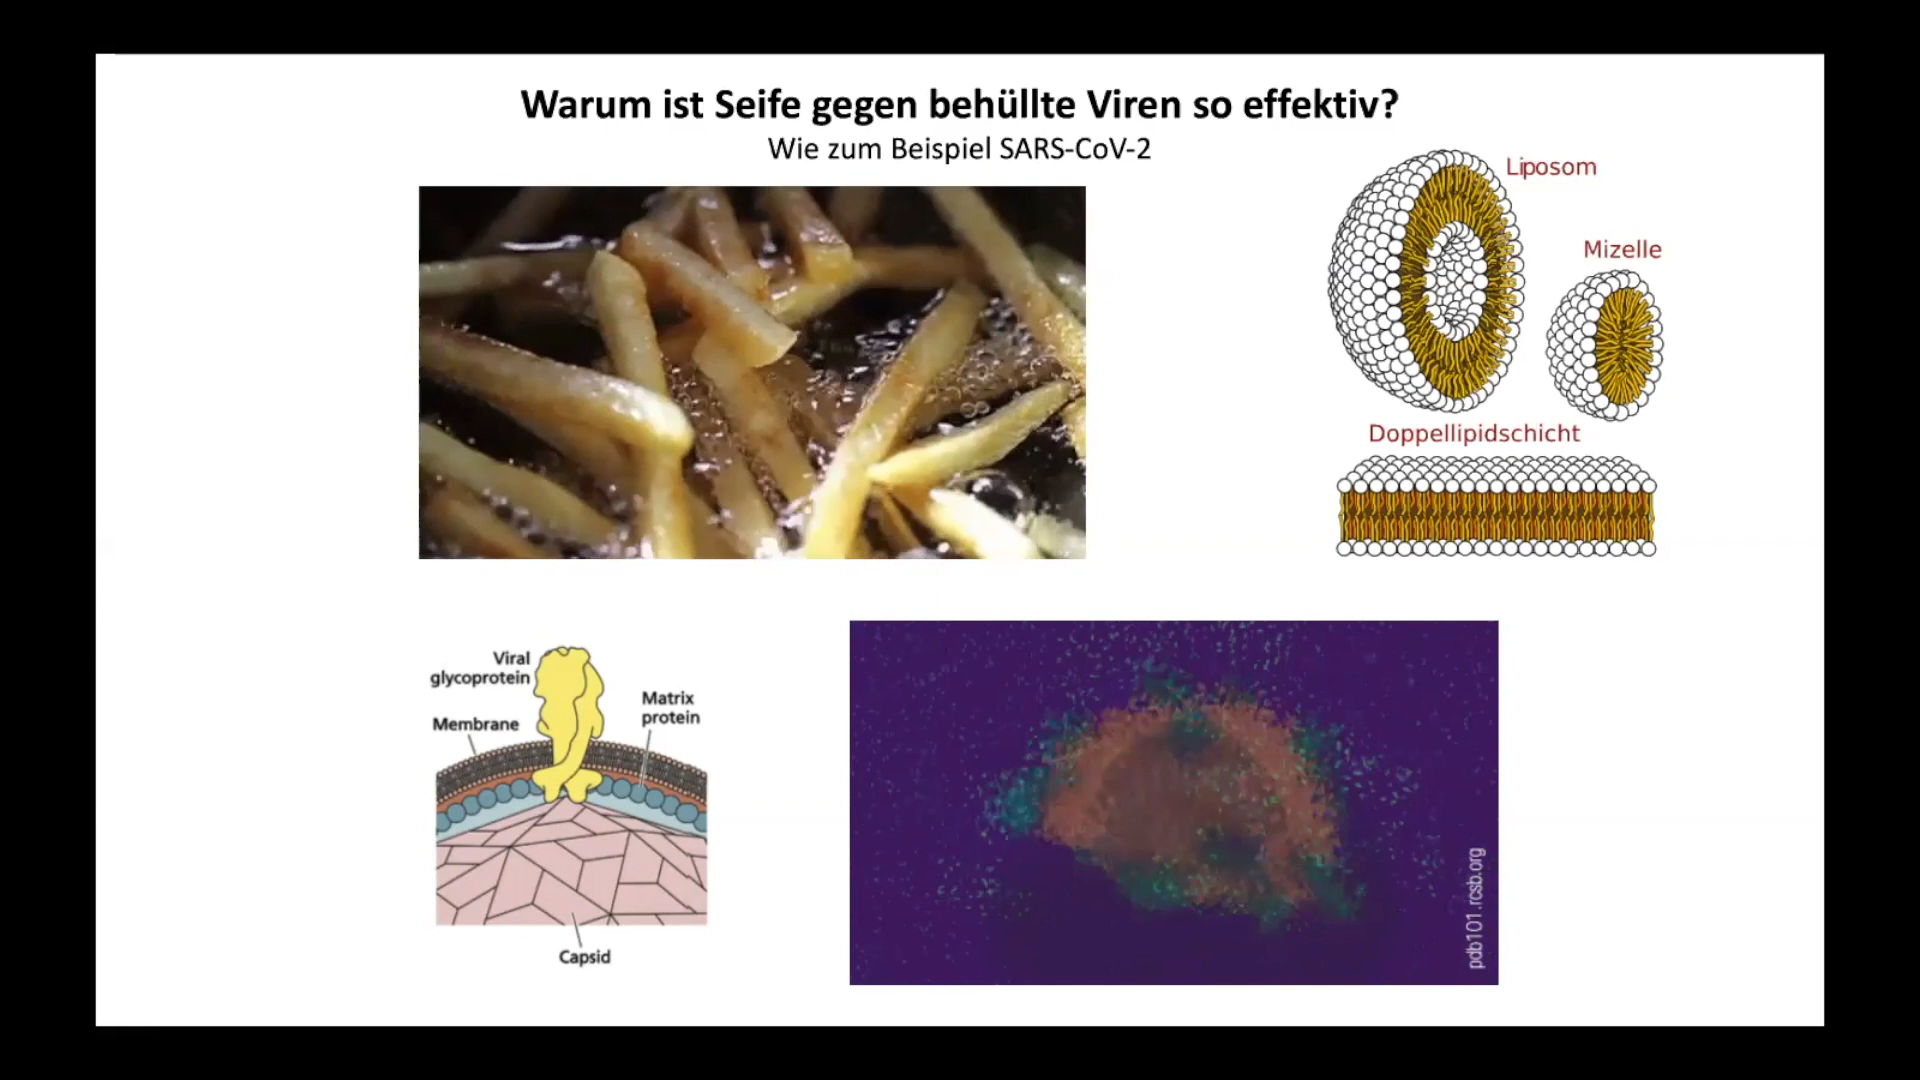 Warum ist Seife gegen behüllte Viren so effektiv?
Wie zum Beispiel SARS-CoV-2
Liposom
Mizelle
Doppellipidschicht
Viral
glycoprotein
Membrane
Matrix
protein
Capsid
pdb101.rcsb.org